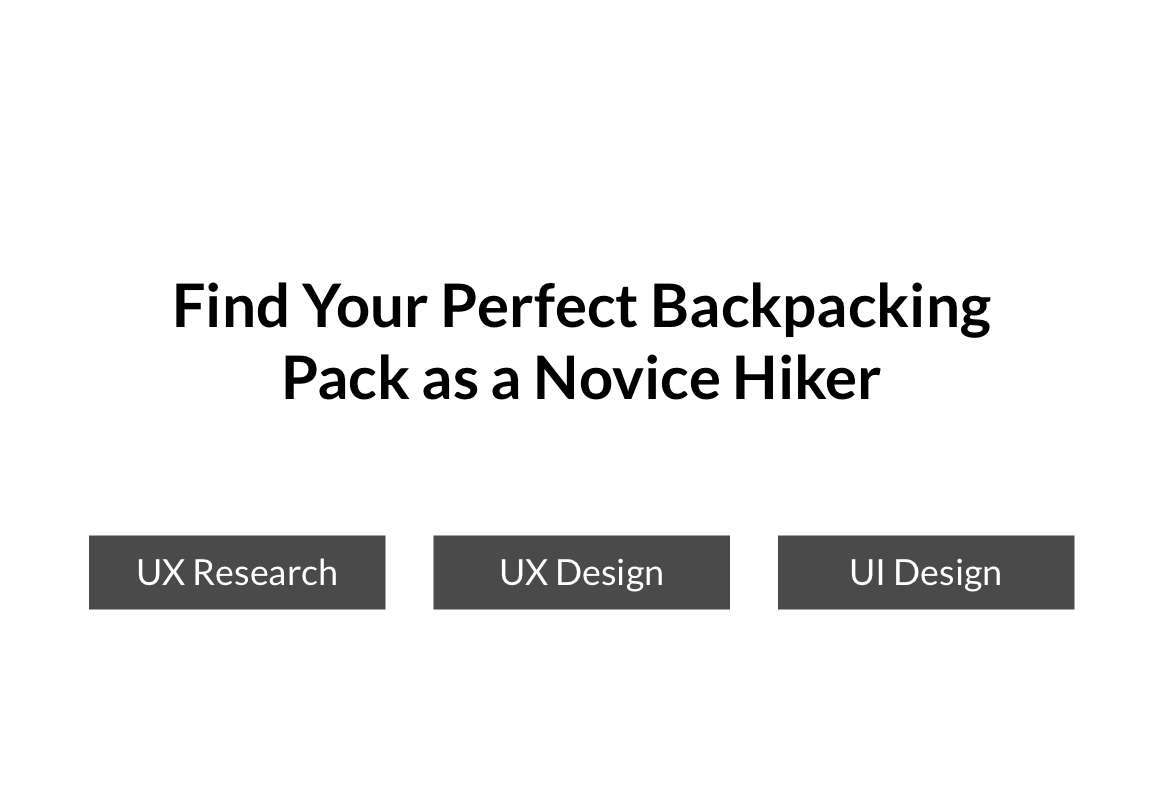 Find Your Perfect Backpacking
Pack as a Novice Hiker
UX Research
UX Design
UI Design